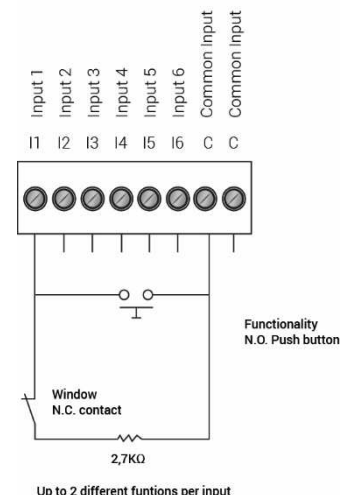 Input 1
Input 2
Input 3
Input 4
Input 5
Input 6
Common Input
Common Input
I1 I2 I3 I4 I5 I6 C C
Functionality
N.O. Push button
Window
N.C. contact
2,7KΩ
Up to 2 different funtions per input